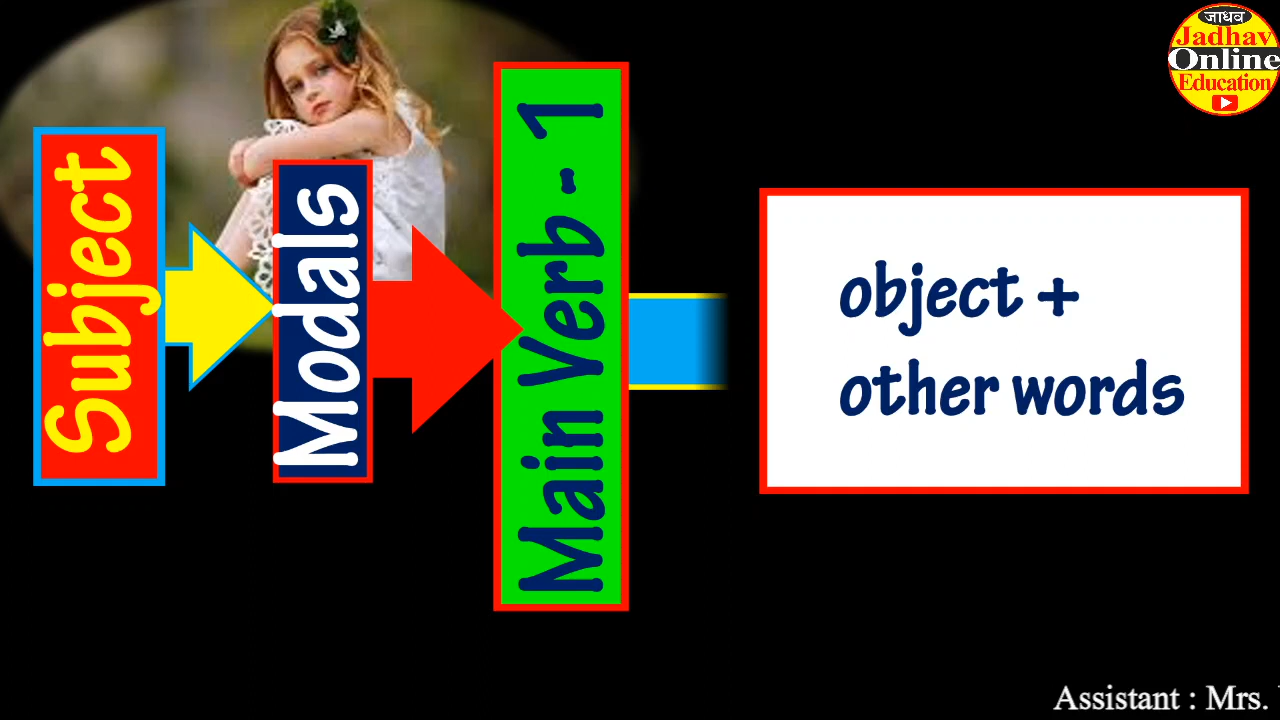 Subject
Modals
Main Verb - 1
object +
other words
जाधव
Jadhav
Online
Education
Assistant : Mrs.